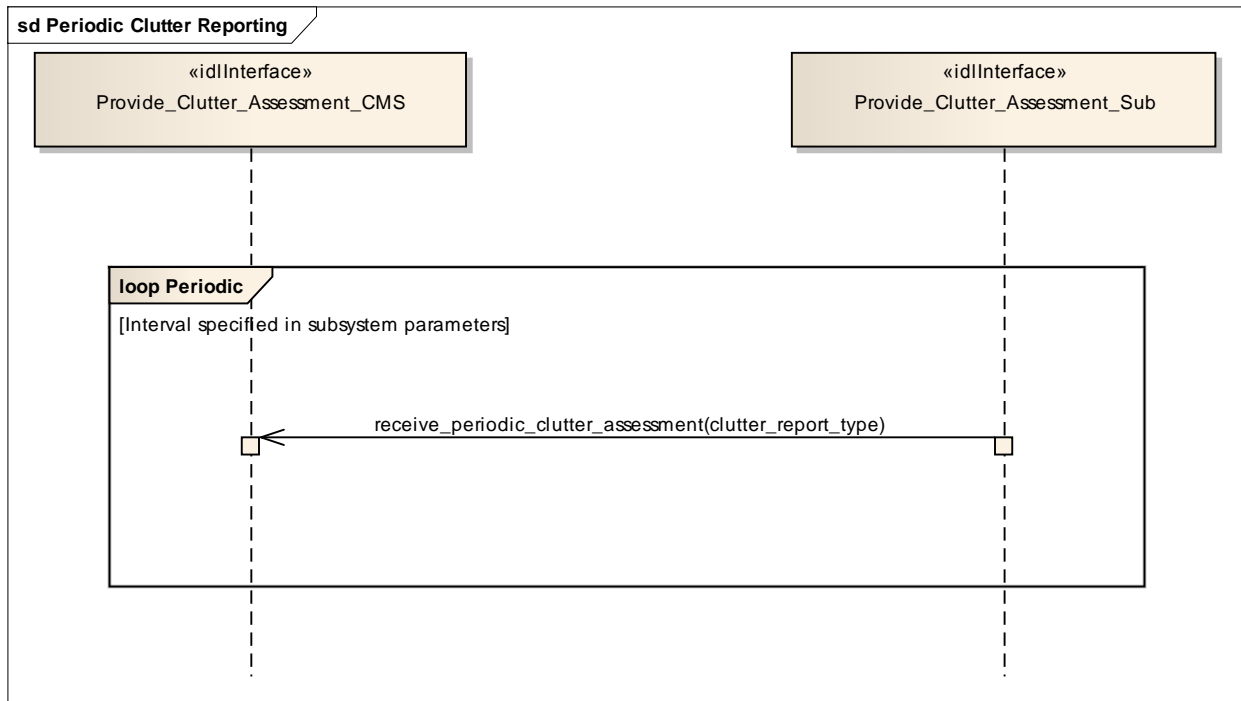 sd Periodic Clutter Reporting
«idlInterface»
Provide_Clutter_Assessment_CMS
«idlInterface»
Provide_Clutter_Assessment_Sub
loop Periodic
[Interval specified in subsystem parameters]
receive_periodic_clutter_assessment(clutter_report_type)